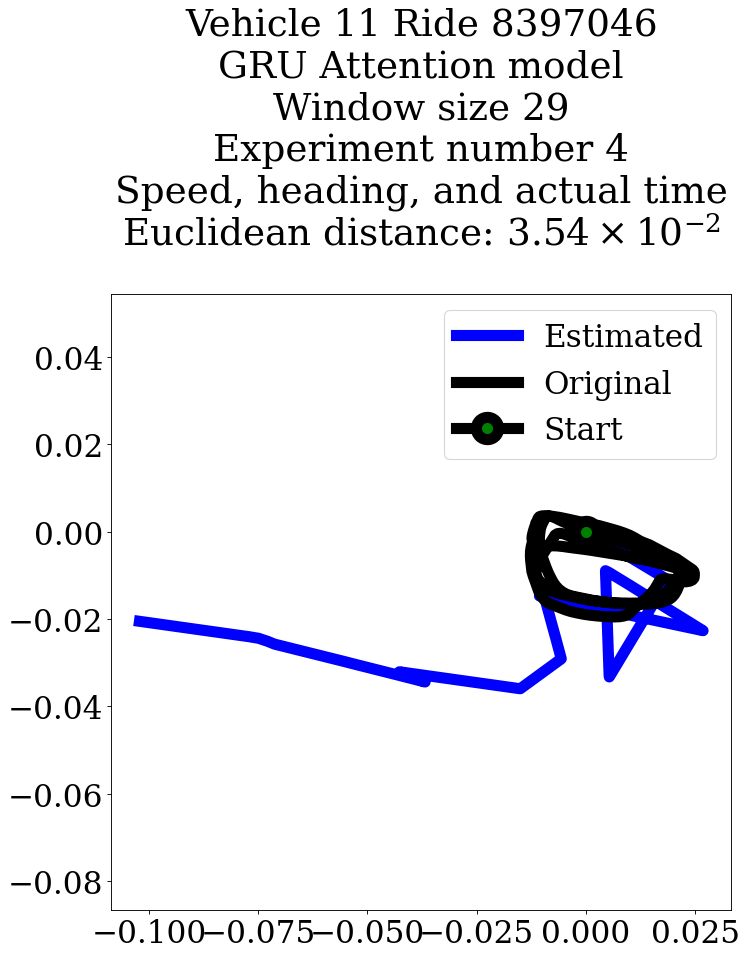 Vehicle 11 Ride 8397046
GRU Attention model
Window size 29
Experiment number 4
Speed, heading, and actual time
Euclidean distance: 3.54 × 10⁻²
Estimated
Original
Start
0.04
0.02
0.00
−0.02
−0.04
−0.06
−0.08
−0.100 −0.075 −0.050 −0.025 0.000 0.025